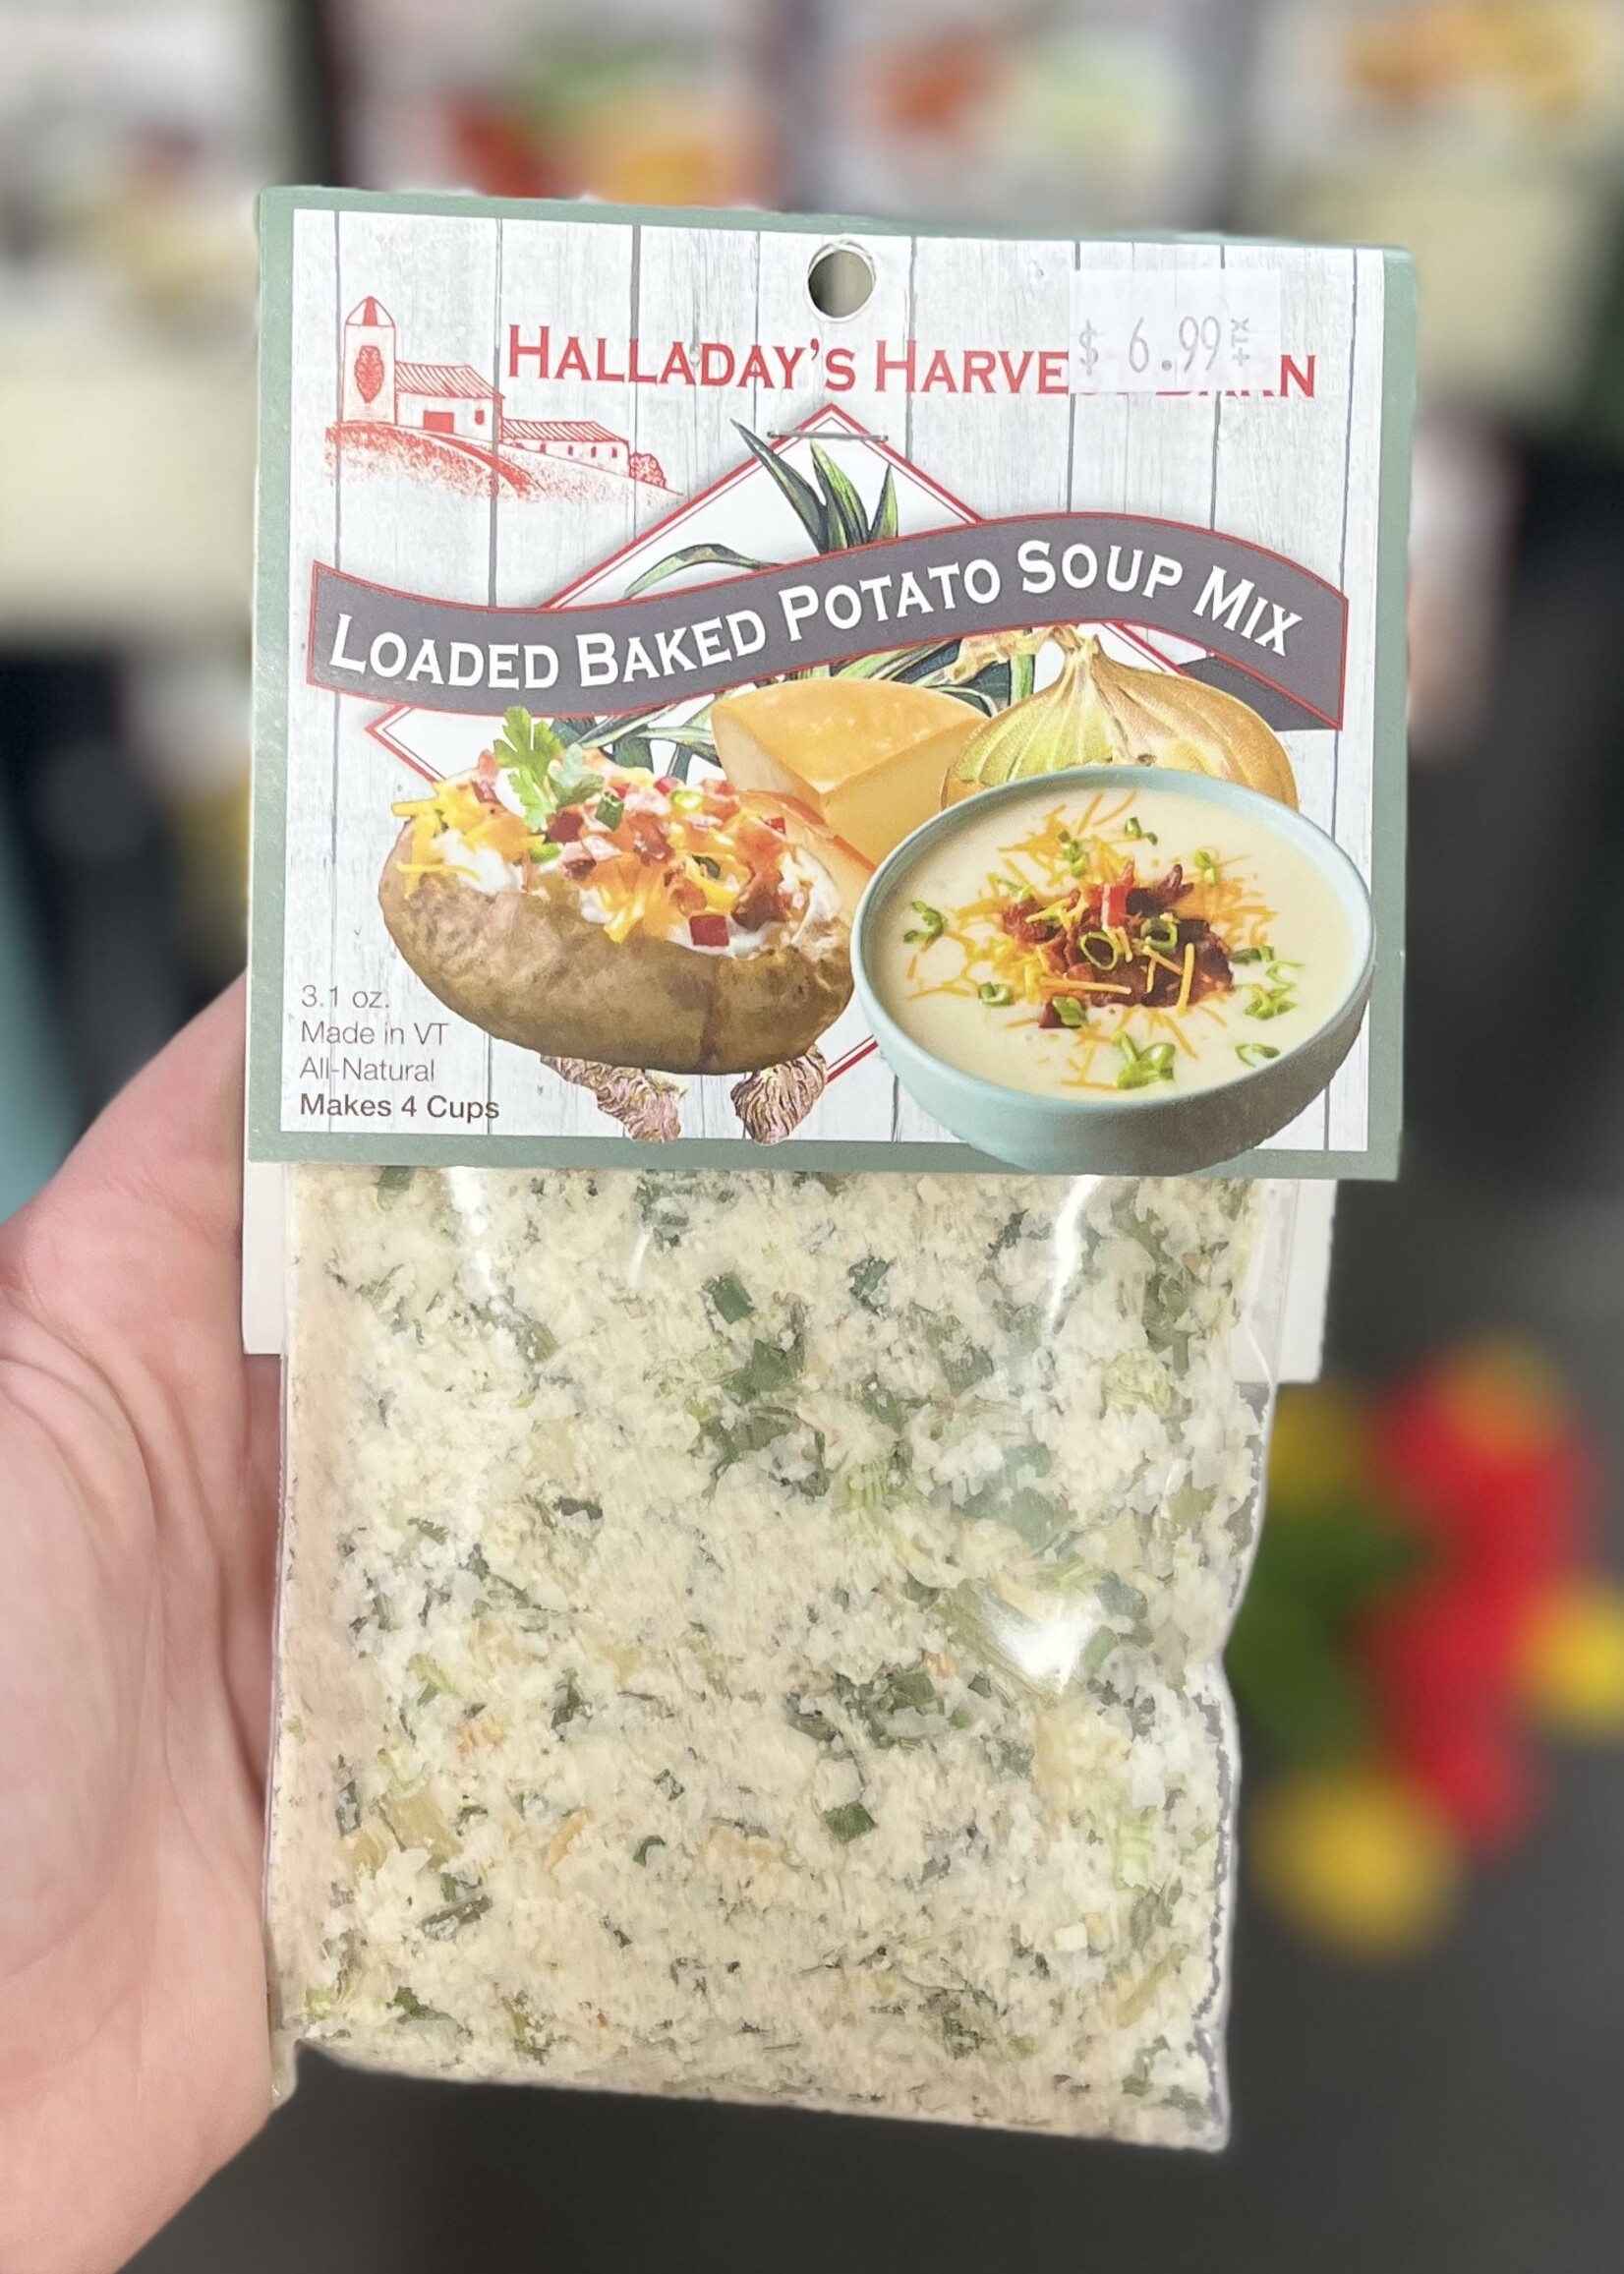 HALLADAY'S HARVE
$ 6.99 +TX
LOADED BAKED POTATO SOUP MIX
3.1 oz.
Made in VT
All-Natural
Makes 4 Cups